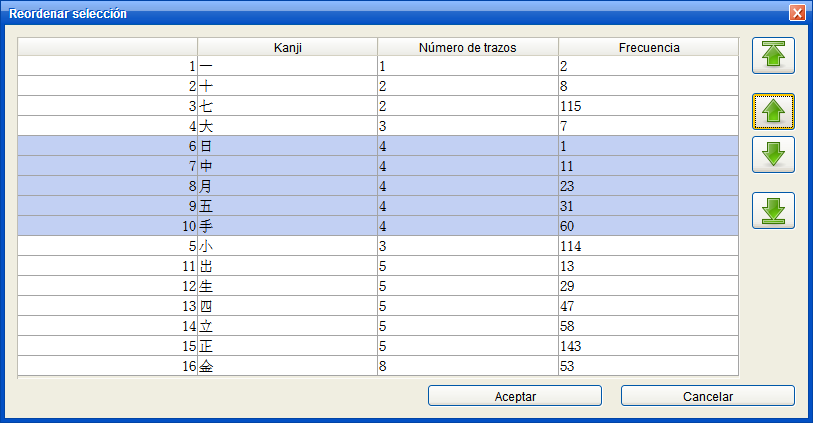 Reordenar selección
Kanji Número de trazos Frecuencia
1 一 1 2
2 十 2 8
3 七 2 115
4 大 3 7
6 日 4 1
7 中 4 11
8 月 4 23
9 五 4 31
10 手 4 60
5 小 3 114
11 出 5 13
12 生 5 29
13 四 5 47
14 立 5 58
15 正 5 143
16 金 8 53
Aceptar Cancelar